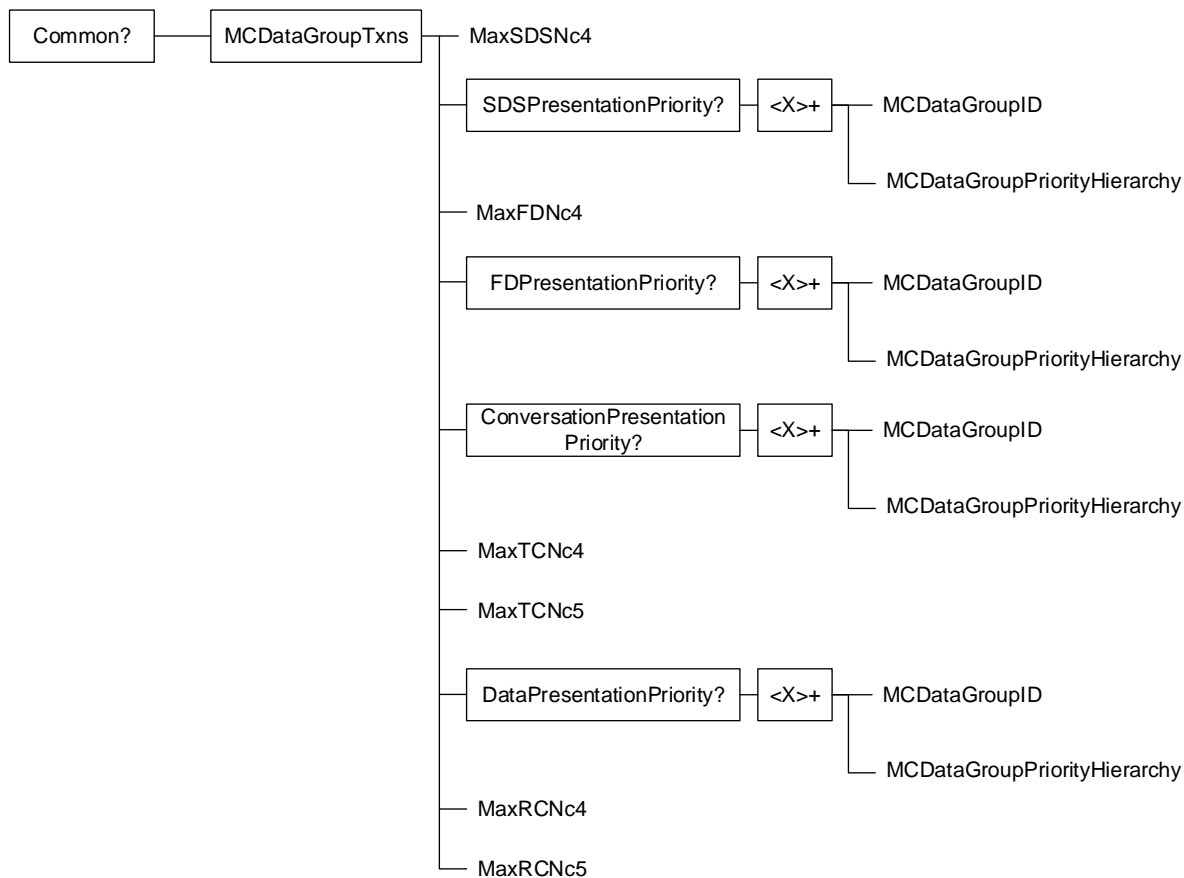 Common?
MCDataGroupTxns
MaxSDSNc4
SDSPresentationPriority?
<X>+
MCDataGroupID
MCDataGroupPriorityHierarchy
MaxFDNc4
FDPresentationPriority?
<X>+
MCDataGroupID
MCDataGroupPriorityHierarchy
ConversationPresentation
Priority?
<X>+
MCDataGroupID
MCDataGroupPriorityHierarchy
MaxTCNc4
MaxTCNc5
DataPresentationPriority?
<X>+
MCDataGroupID
MCDataGroupPriorityHierarchy
MaxRCNc4
MaxRCNc5